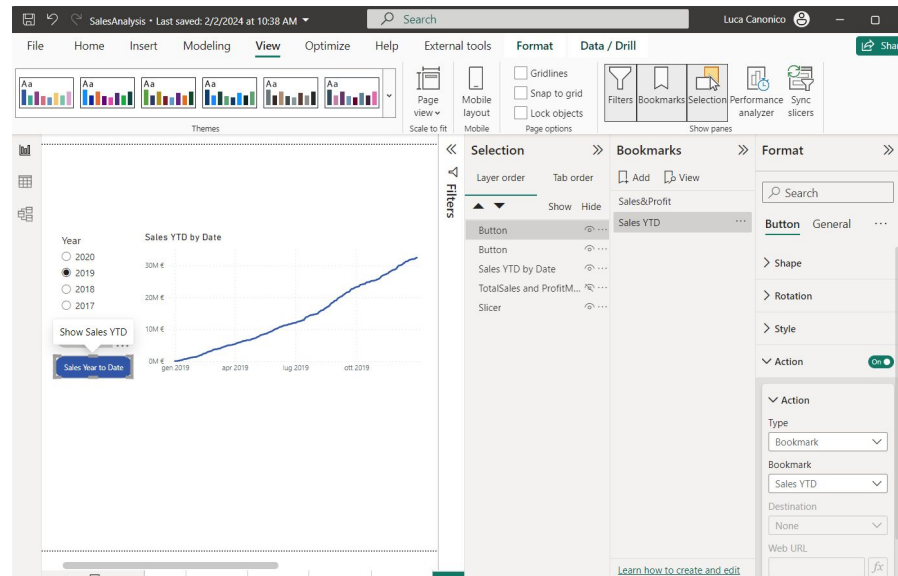 SalesAnalysis • Last saved: 2/2/2024 at 10:38 AM
Search
Luca Canonico
File Home Insert Modeling View Optimize Help External tools Format Data / Drill Shar
Aa Aa Aa Aa Aa Aa
Page view
Mobile layout
Gridlines
Snap to grid
Lock objects
Filters Bookmarks Selection Performance analyzer Sync slicers
Themes Scale to fit Mobile Page options Show panes
Filters
Selection
Layer order Tab order
Show Hide
Button
Button
Sales YTD by Date
TotalSales and ProfitM...
Slicer
Bookmarks
Add View
Sales&Profit
Sales YTD
Learn how to create and edit
Format
Search
Button General
Shape
Rotation
Style
Action On
Action
Type
Bookmark
Bookmark
Sales YTD
Destination
None
Web URL
fx
Year
2020
2019
2018
2017
Show Sales YTD
Sales Year to Date
Sales YTD by Date
30M €
20M €
10M €
0M €
gen 2019 apr 2019 lug 2019 ott 2019